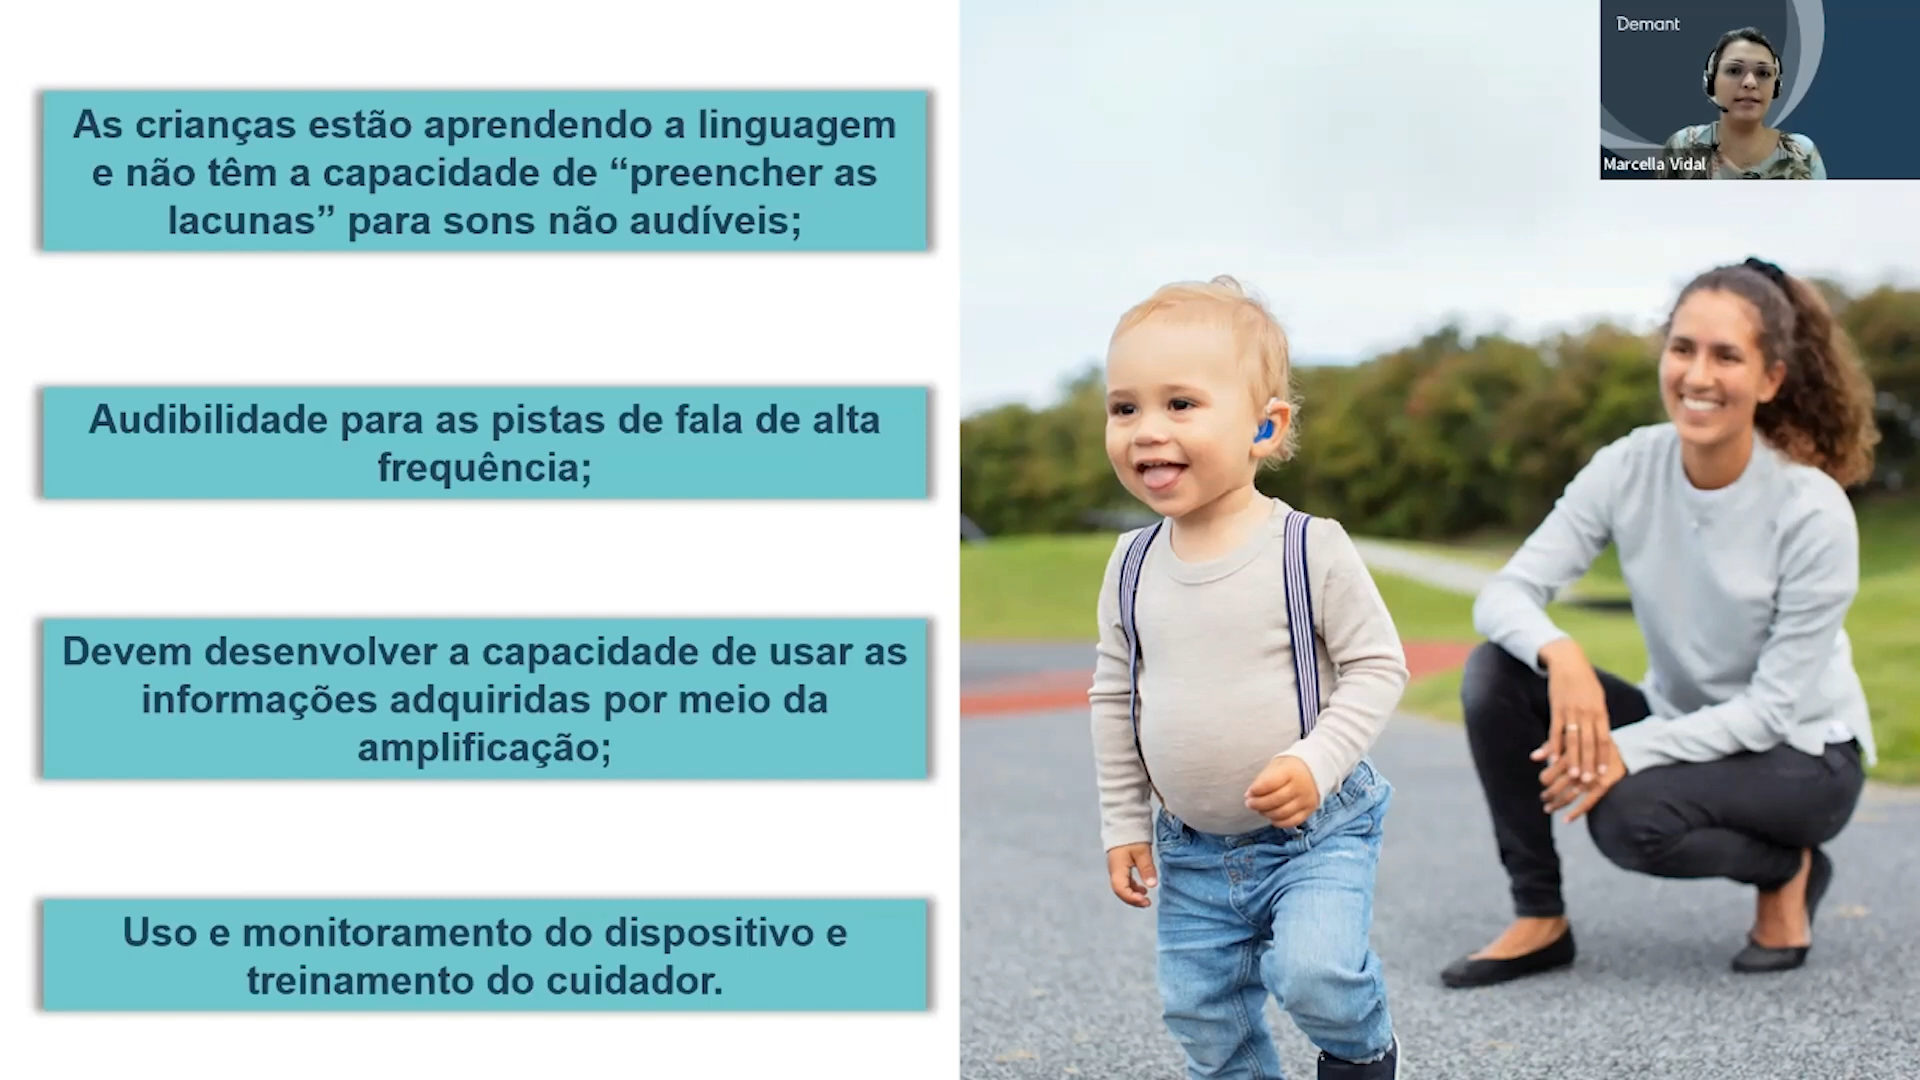 As crianças estão aprendendo a linguagem
e não têm a capacidade de “preencher as
lacunas” para sons não audíveis;
Audibilidade para as pistas de fala de alta
frequência;
Devem desenvolver a capacidade de usar as
informações adquiridas por meio da
amplificação;
Uso e monitoramento do dispositivo e
treinamento do cuidador.
Demant
Marcella Vidal